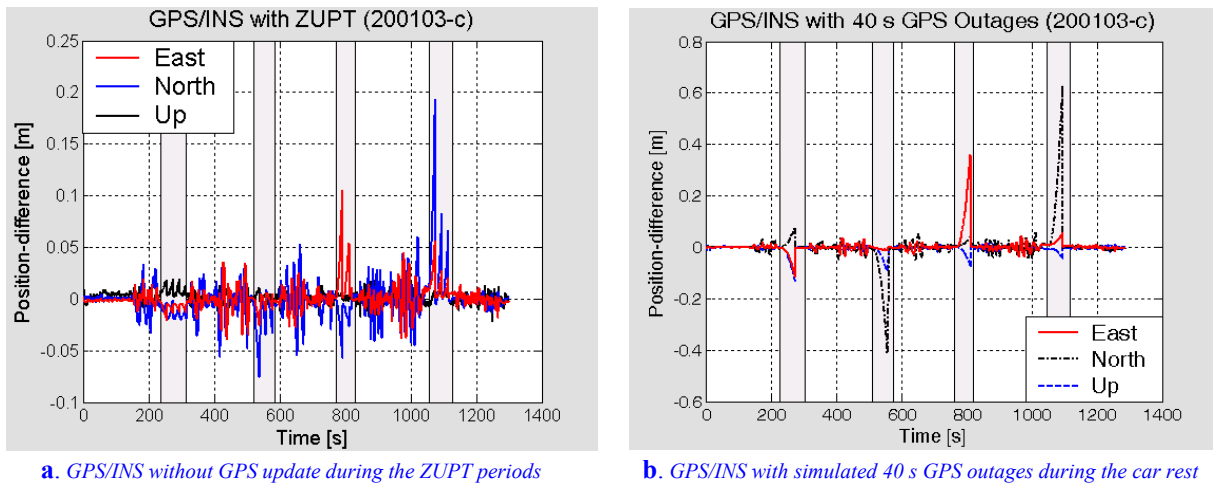 GPS/INS with ZUPT (200103-c)
0.25
0.2
0.15
0.1
0.05
0
-0.05
-0.1
Position-difference [m]
East
North
Up
0 200 400 600 800 1000 1200 1400
Time [s]
a. GPS/INS without GPS update during the ZUPT periods
GPS/INS with 40 s GPS Outages (200103-c)
0.8
0.6
0.4
0.2
0
-0.2
-0.4
-0.6
Position-difference [m]
East
North
Up
0 200 400 600 800 1000 1200 1400
Time [s]
b. GPS/INS with simulated 40 s GPS outages during the car rest